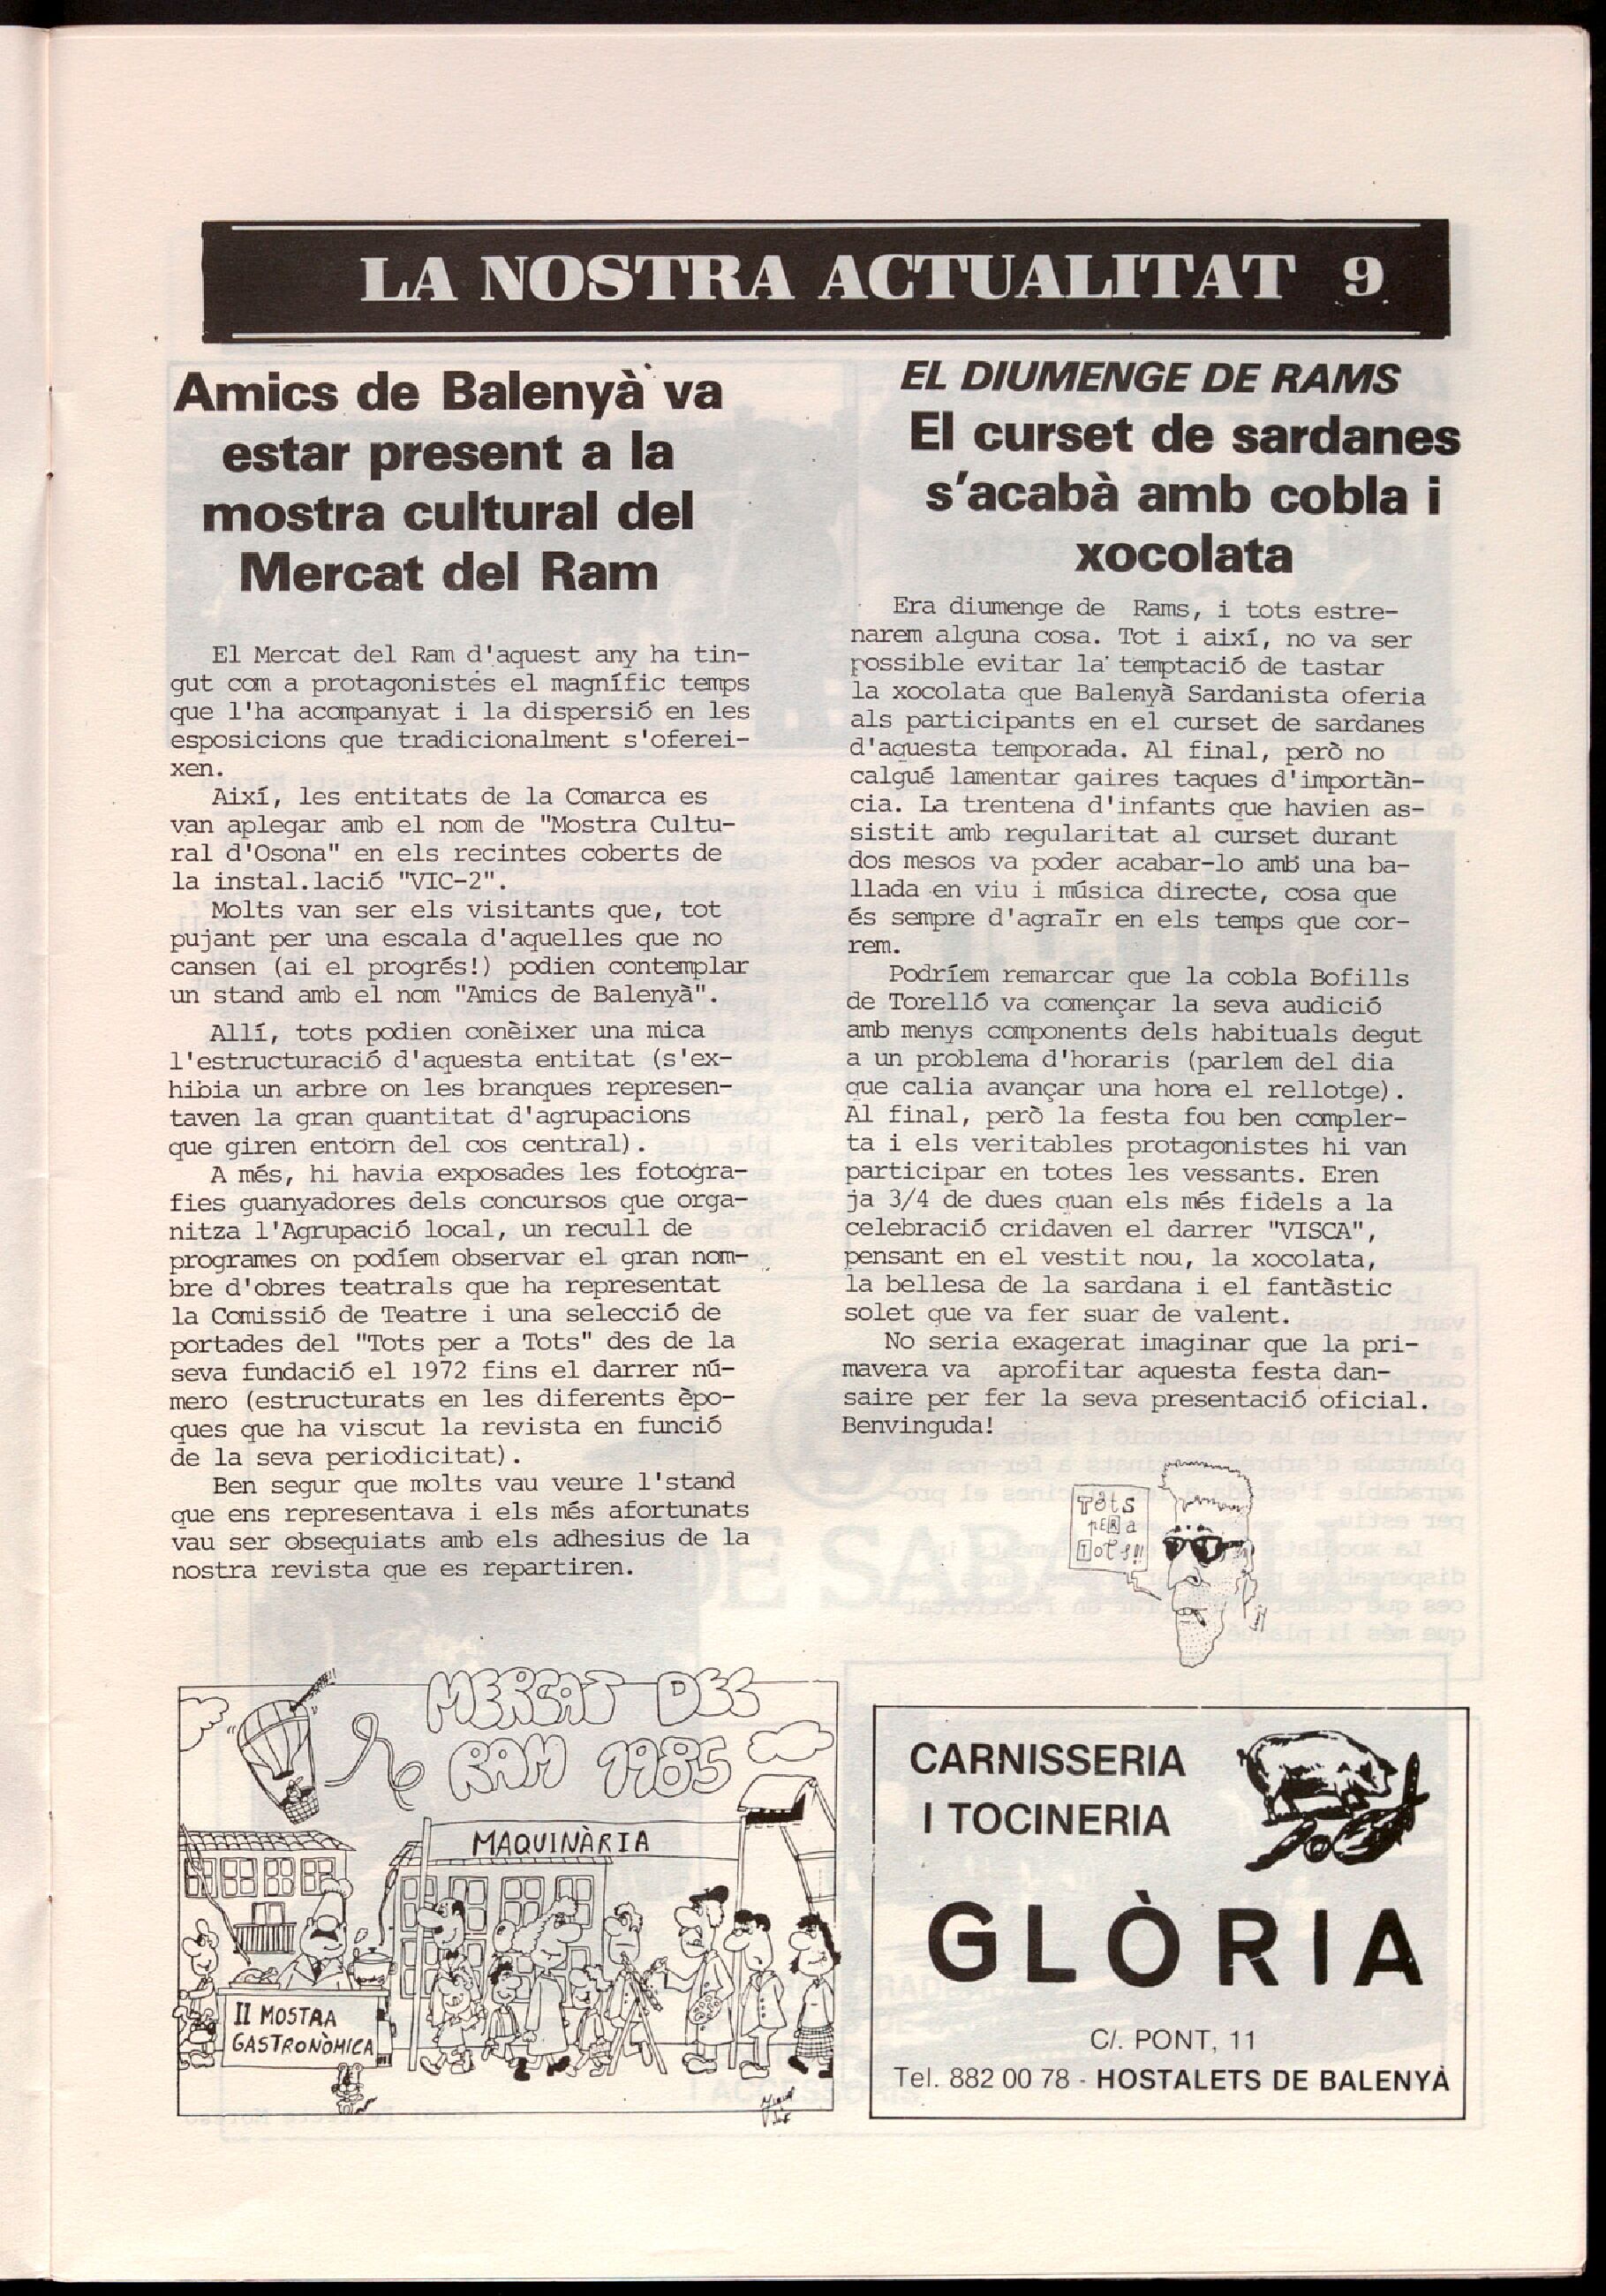 LA NOSTRA ACTUALITAT 9
Amics de Balenyà va
estar present a la
mostra cultural del
Mercat del Ram
El Mercat del Ram d'aquest any ha tin-
gut com a protagonistes el magnífic temps
que l'ha acompanyat i la dispersió en les
esposicions que tradicionalment s'oferei-
xen.
Així, les entitats de la Comarca es
van aplegar amb el nom de "Mostra Cultu-
ral d'Osona" en els recintes coberts de
la instal.lació "VIC-2".
Molts van ser els visitants que, tot
pujant per una escala d'aquelles que no
cansen (ai el progrés!) podien contemplar
un stand amb el nom "Amics de Balenyà".
Allí, tots podien conèixer una mica
l'estructuració d'aquesta entitat (s'ex-
hibia un arbre on les branques represen-
taven la gran quantitat d'agrupacions
que giren entorn del cos central).
A més, hi havia exposades les fotogra-
fies guanyadores dels concursos que orga-
nitza l'Agrupació local, un recull de
programes on podíem observar el gran nom-
bre d'obres teatrals que ha representat
la Comissió de Teatre i una selecció de
portades del "Tots per a Tots" des de la
seva fundació el 1972 fins el darrer nú-
mero (estructurats en les diferents èpo-
ques que ha viscut la revista en funció
de la seva periodicitat).
Ben segur que molts vau veure l'stand
que ens representava i els més afortunats
vau ser obsequiats amb els adhesius de la
nostra revista que es repartiren.
MERCAT DEL
RAM 1985
MAQUINÀRIA
II MOSTRA
GASTRONÒMICA
EL DIUMENGE DE RAMS
El curset de sardanes
s'acabà amb cobla i
xocolata
Era diumenge de Rams, i tots estre-
narem alguna cosa. Tot i així, no va ser
possible evitar la temptació de tastar
la xocolata que Balenyà Sardanista oferia
als participants en el curset de sardanes
d'aquesta temporada. Al final, però no
calgué lamentar gaires taques d'importàn-
cia. La trentena d'infants que havien as-
sistit amb regularitat al curset durant
dos mesos va poder acabar-lo amb una ba-
llada en viu i música directe, cosa que
és sempre d'agraïr en els temps que cor-
rem.
Podríem remarcar que la cobla Bofills
de Torelló va començar la seva audició
amb menys components dels habituals degut
a un problema d'horaris (parlem del dia
que calia avançar una hora el rellotge).
Al final, però la festa fou ben compler-
ta i els veritables protagonistes hi van
participar en totes les vessants. Eren
ja 3/4 de dues quan els més fidels a la
celebració cridaven el darrer "VISCA",
pensant en el vestit nou, la xocolata,
la bellesa de la sardana i el fantàstic
solet que va fer suar de valent.
No seria exagerat imaginar que la pri-
mavera va aprofitar aquesta festa dan-
saire per fer la seva presentació oficial.
Benvinguda!
Tots
PER a
Tots!!
CARNISSERIA
I TOCINERIA
GLÒRIA
C/. PONT, 11
Tel. 882 00 78 - HOSTALETS DE BALENYÀ